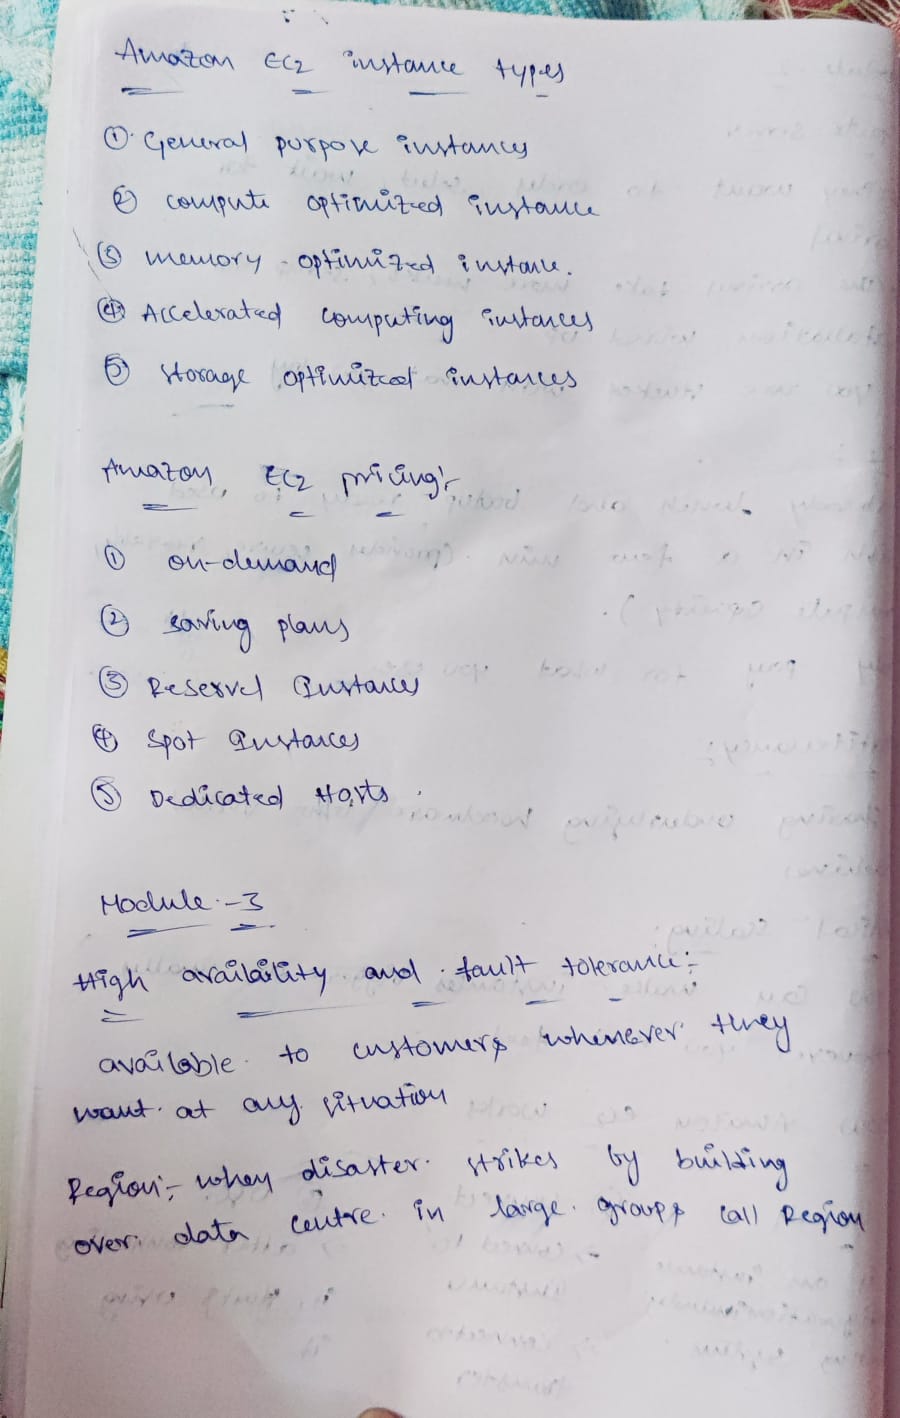 Amazon EC2 instance types
① General purpose instances
② compute optimized instance
③ memory - optimized instance.
④ Accelerated computing instances
⑤ storage optimized instances
Amazon EC2 pricing:-
① on-demand
② saving plans
③ Reserved Instances
④ Spot Instances
⑤ Dedicated Hosts.
Module - 3
High availability and fault tolerance:-
available to customers whenever they
want at any situation
Region:- when disaster strikes by building
over data centre in large groups call Region